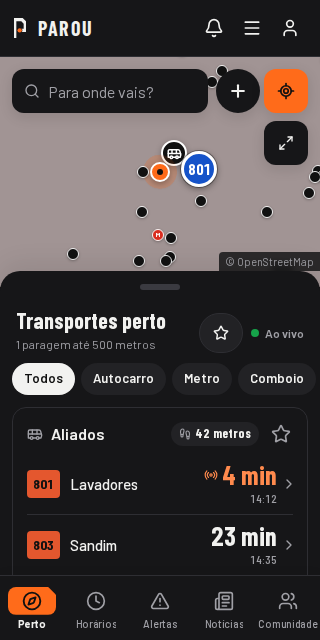 PAROU
Para onde vais?
801
M
© OpenStreetMap
Transportes perto
1 paragem até 500 metros
Ao vivo
Todos
Autocarro
Metro
Comboio
Aliados
42 metros
801
Lavadores
4 min
14:12
803
Sandim
23 min
14:35
Perto
Horários
Alertas
Notícias
Comunidade